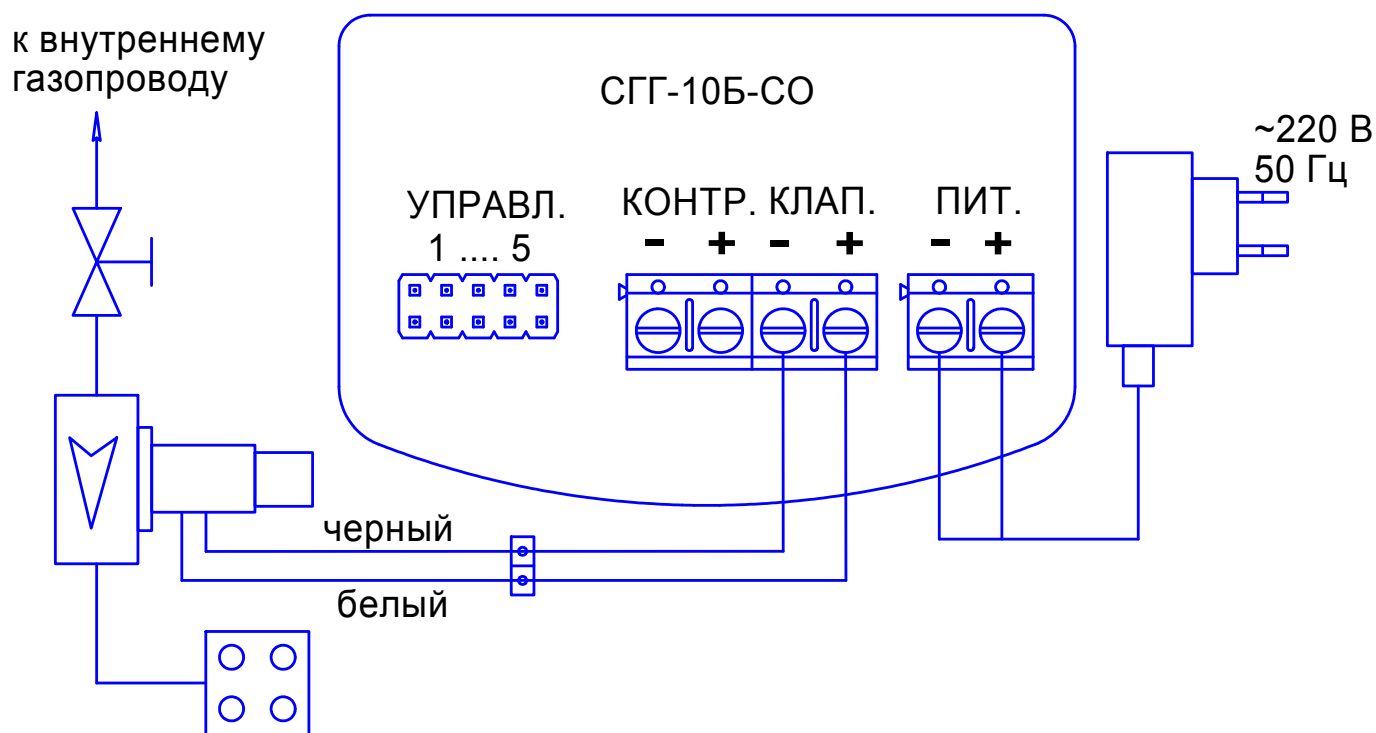 к внутреннему
газопроводу
СГГ-10Б-СО
~220 В
50 Гц
УПРАВЛ.
1 .... 5
КОНТР. КЛАП.
- + - +
ПИТ.
- +
черный
белый